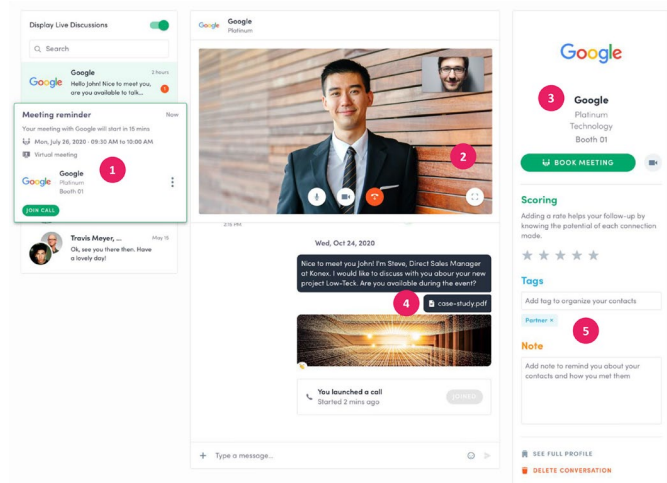 Display Live Discussions
Search
Google
2 hours
Google
Hello John! Nice to meet you,
are you available to talk...
Meeting reminder
Now
Your meeting with Google will start in 15 mins
Mon, July 26, 2020 · 09:30 AM to 10:00 AM
Virtual meeting
1
Google
Google
Platinum
Booth 01
JOIN CALL
Travis Meyer, ...
May 15
Ok, see you there then. Have
a lovely day!
Google
Google
Platinum
2
2:15 PM
Wed, Oct 24, 2020
Nice to meet you John! I'm Steve, Direct Sales Manager
at Konex. I would like to discuss with you abour your new
project Low-Teck. Are you available during the event?
4
case-study.pdf
You launched a call
Started 2 mins ago
JOINED
+ Type a message...
Google
3
Google
Platinum
Technology
Booth 01
BOOK MEETING
Scoring
Adding a rate helps your follow-up by
knowing the potential of each connection
made.
Tags
Add tag to organize your contacts
Partner ×
5
Note
Add note to remind you about your
contacts and how you met them
SEE FULL PROFILE
DELETE CONVERSATION